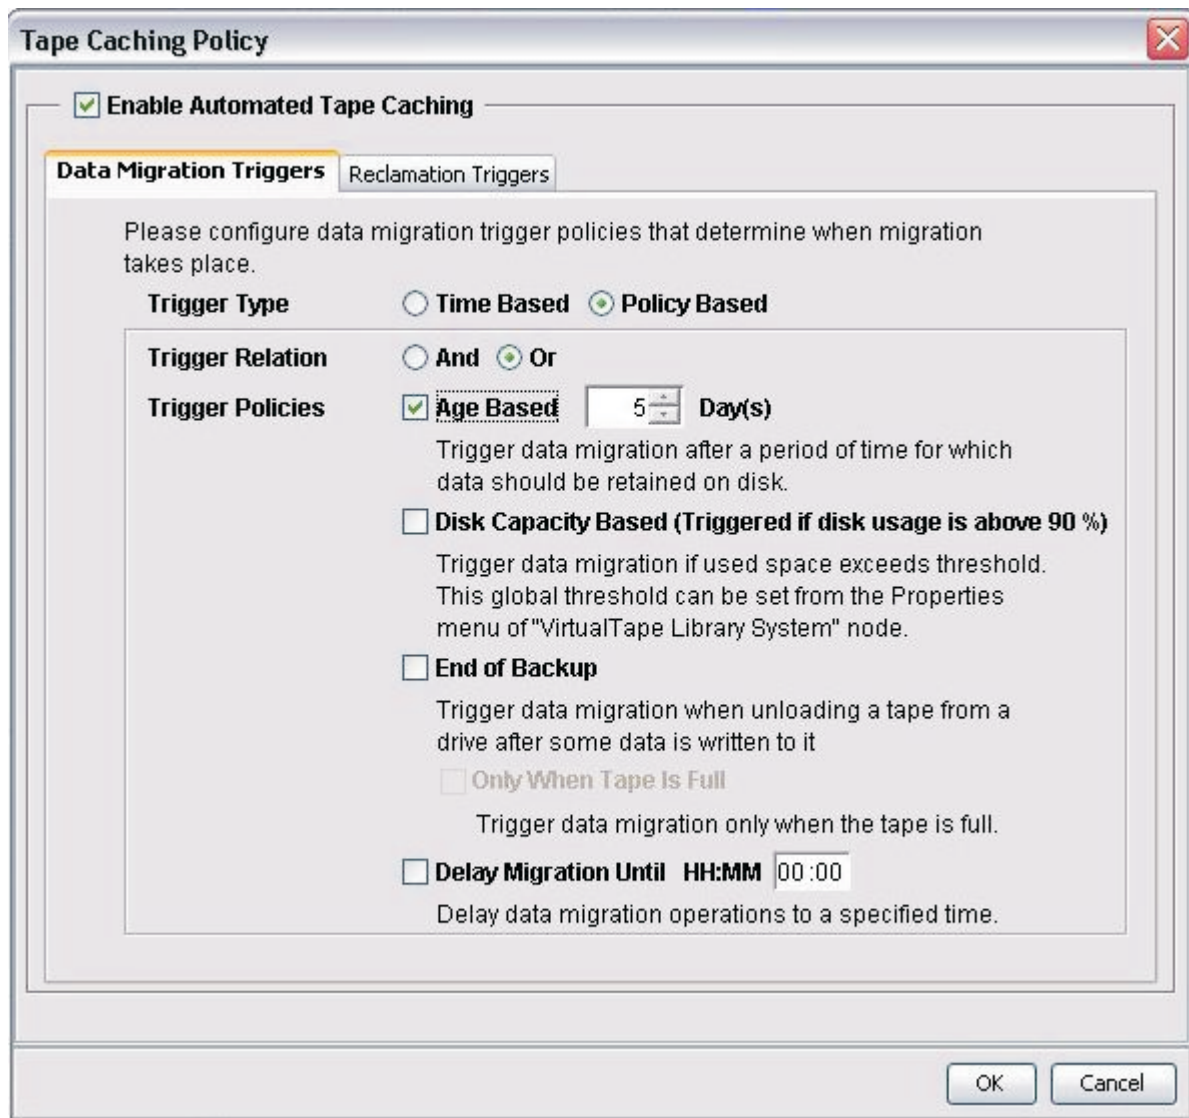 Tape Caching Policy
Enable Automated Tape Caching
Data Migration Triggers Reclamation Triggers
Please configure data migration trigger policies that determine when migration
takes place.
Trigger Type Time Based Policy Based
Trigger Relation And Or
Trigger Policies Age Based 5 Day(s)
Trigger data migration after a period of time for which
data should be retained on disk.
Disk Capacity Based (Triggered if disk usage is above 90 %)
Trigger data migration if used space exceeds threshold.
This global threshold can be set from the Properties
menu of "VirtualTape Library System" node.
End of Backup
Trigger data migration when unloading a tape from a
drive after some data is written to it
Only When Tape Is Full
Trigger data migration only when the tape is full.
Delay Migration Until HH:MM 00:00
Delay data migration operations to a specified time.
OK Cancel